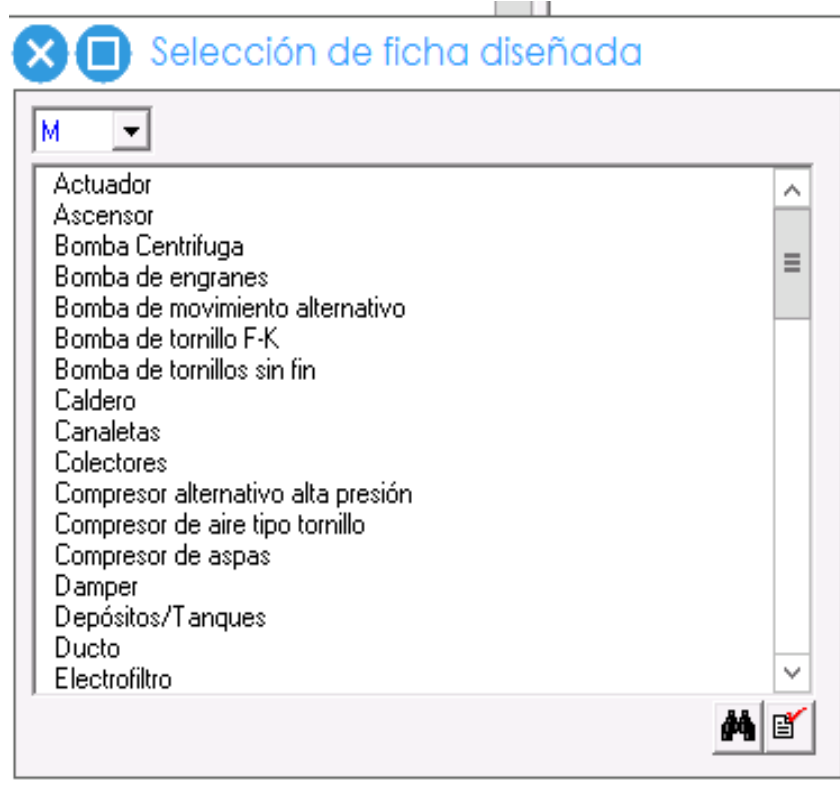 Selección de ficha diseñada
M
Actuador
Ascensor
Bomba Centrifuga
Bomba de engranes
Bomba de movimiento alternativo
Bomba de tornillo F-K
Bomba de tornillos sin fin
Caldero
Canaletas
Colectores
Compresor alternativo alta presión
Compresor de aire tipo tornillo
Compresor de aspas
Damper
Depósitos/Tanques
Ducto
Electrofiltro